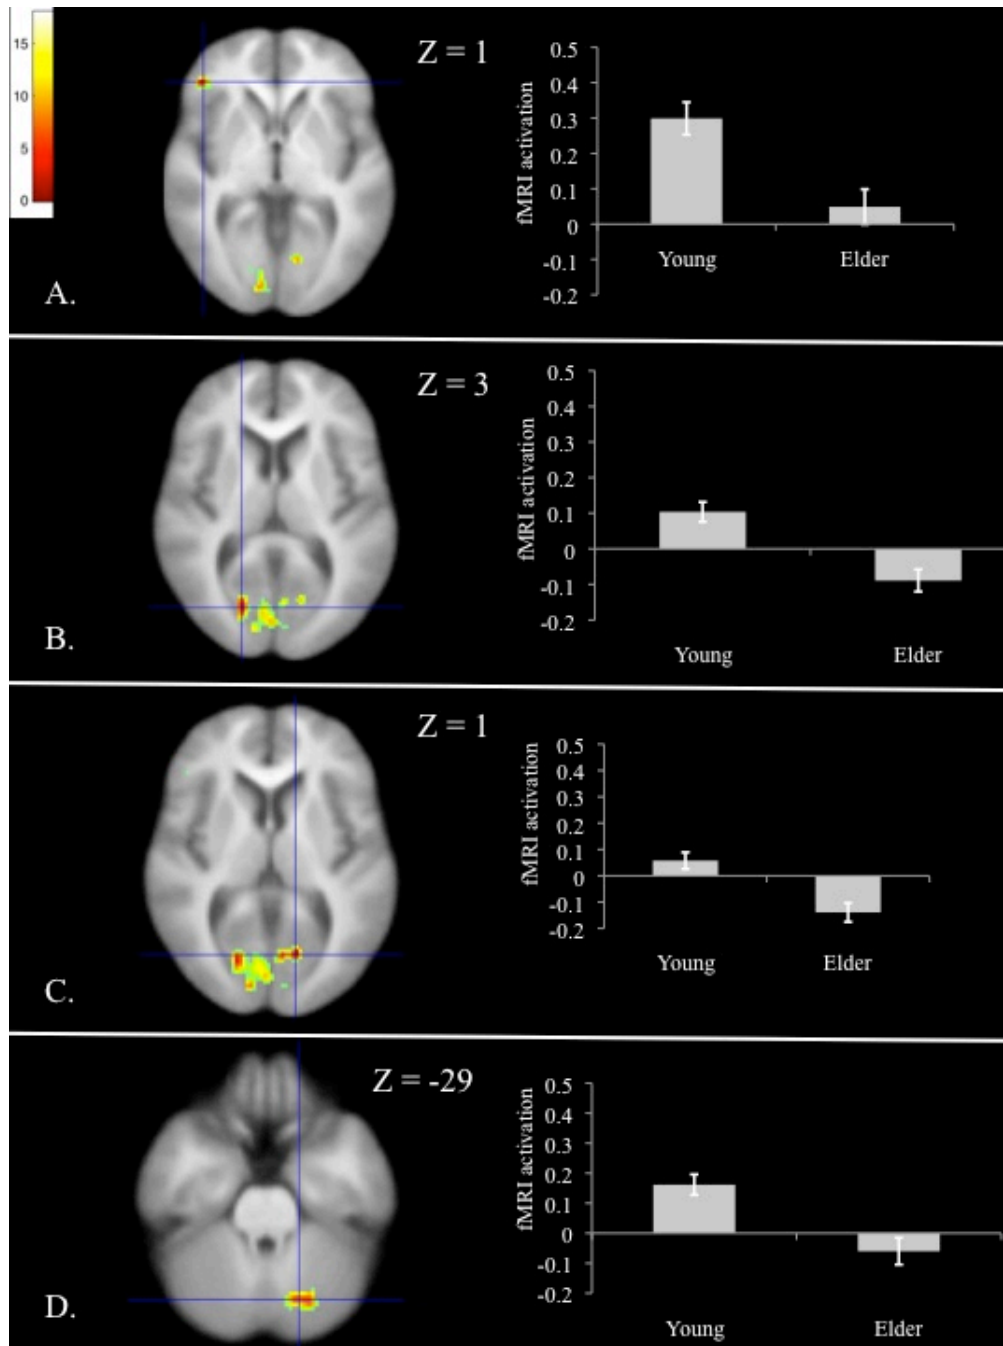 15
10
5
0
Z = 1
fMRI activation
0.5
0.4
0.3
0.2
0.1
0
-0.1
-0.2
Young Elder
A.
Z = 3
fMRI activation
0.5
0.4
0.3
0.2
0.1
0
-0.1
-0.2
Young Elder
B.
Z = 1
fMRI activation
0.5
0.4
0.3
0.2
0.1
0
-0.1
-0.2
Young Elder
C.
Z = -29
fMRI activation
0.5
0.4
0.3
0.2
0.1
0
-0.1
-0.2
Young Elder
D.